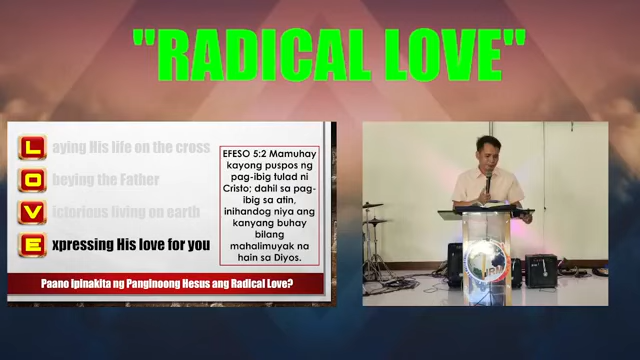 "RADICAL LOVE"
L aying His life on the cross
O beying the Father
V ictorious living on earth
E xpressing His love for you
EFESO 5:2 Mamuhay
kayong puspos ng
pag-ibig tulad ni
Cristo; dahil sa pag-
ibig sa atin,
inihandog niya ang
kanyang buhay
bilang
mahalimuyak na
hain sa Diyos.
Paano ipinakita ng Panginoong Hesus ang Radical Love?